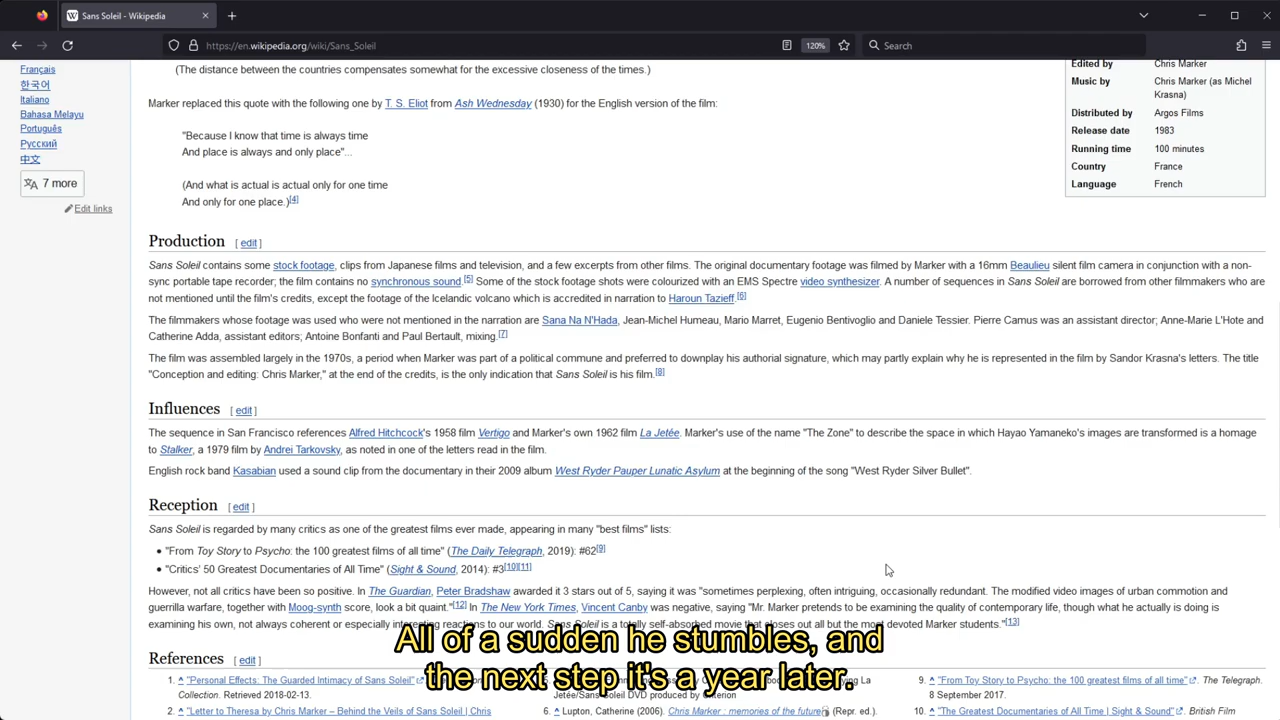 Sans Soleil - Wikipedia
https://en.wikipedia.org/wiki/Sans_Soleil
120%
Search
Français
한국어
Italiano
Bahasa Melayu
Português
Русский
中文
7 more
Edit links
(The distance between the countries compensates somewhat for the excessive closeness of the times.)
Marker replaced this quote with the following one by T. S. Eliot from Ash Wednesday (1930) for the English version of the film:
"Because I know that time is always time
And place is always and only place"...
(And what is actual is actual only for one time
And only for one place.)[4]
Edited by Chris Marker
Music by Chris Marker (as Michel
Krasna)
Distributed by Argos Films
Release date 1983
Running time 100 minutes
Country France
Language French
Production [ edit ]
Sans Soleil contains some stock footage, clips from Japanese films and television, and a few excerpts from other films. The original documentary footage was filmed by Marker with a 16mm Beaulieu silent film camera in conjunction with a non-
sync portable tape recorder; the film contains no synchronous sound.[5] Some of the stock footage shots were colourized with an EMS Spectre video synthesizer. A number of sequences in Sans Soleil are borrowed from other filmmakers who are
not mentioned until the film's credits, except the footage of the Icelandic volcano which is accredited in narration to Haroun Tazieff.[6]
The filmmakers whose footage was used who were not mentioned in the narration are Sana Na N'Hada, Jean-Michel Humeau, Mario Marret, Eugenio Bentivoglio and Daniele Tessier. Pierre Camus was an assistant director; Anne-Marie L'Hote and
Catherine Adda, assistant editors; Antoine Bonfanti and Paul Bertault, mixing.[7]
The film was assembled largely in the 1970s, a period when Marker was part of a political commune and preferred to downplay his authorial signature, which may partly explain why he is represented in the film by Sandor Krasna's letters. The title
"Conception and editing: Chris Marker," at the end of the credits, is the only indication that Sans Soleil is his film.[8]
Influences [ edit ]
The sequence in San Francisco references Alfred Hitchcock's 1958 film Vertigo and Marker's own 1962 film La Jetée. Marker's use of the name "The Zone" to describe the space in which Hayao Yamaneko's images are transformed is a homage
to Stalker, a 1979 film by Andrei Tarkovsky, as noted in one of the letters read in the film.
English rock band Kasabian used a sound clip from the documentary in their 2009 album West Ryder Pauper Lunatic Asylum at the beginning of the song "West Ryder Silver Bullet".
Reception [ edit ]
Sans Soleil is regarded by many critics as one of the greatest films ever made, appearing in many "best films" lists:
• "From Toy Story to Psycho: the 100 greatest films of all time" (The Daily Telegraph, 2019): #62[9]
• "Critics' 50 Greatest Documentaries of All Time" (Sight & Sound, 2014): #3[10][11]
However, not all critics have been so positive. In The Guardian, Peter Bradshaw awarded it 3 stars out of 5, saying it was "sometimes perplexing, often intriguing, occasionally redundant. The modified video images of urban commotion and
guerrilla warfare, together with Moog-synth score, look a bit quaint."[12] In The New York Times, Vincent Canby was negative, saying "Mr. Marker pretends to be examining the quality of contemporary life, though what he actually is doing is
examining his own, not always coherent or especially interesting reactions to our world. Sans Soleil is a totally self-absorbed movie that closes out all but the most devoted Marker students."[13]
All of a sudden he stumbles, and
the next step it's a year later.
References [ edit ]
1. ^ "Personal Effects: The Guarded Intimacy of Sans Soleil". The Criterion
Collection. Retrieved 2018-02-13.
2. ^ "Letter to Theresa by Chris Marker – Behind the Veils of Sans Soleil | Chris
Jetée/Sans Soleil DVD produced by Criterion
6. ^ Lupton, Catherine (2006). Chris Marker : memories of the future (Repr. ed.).
9. ^ "From Toy Story to Psycho: the 100 greatest films of all time". The Telegraph.
8 September 2017.
10. ^ "The Greatest Documentaries of All Time | Sight & Sound". British Film